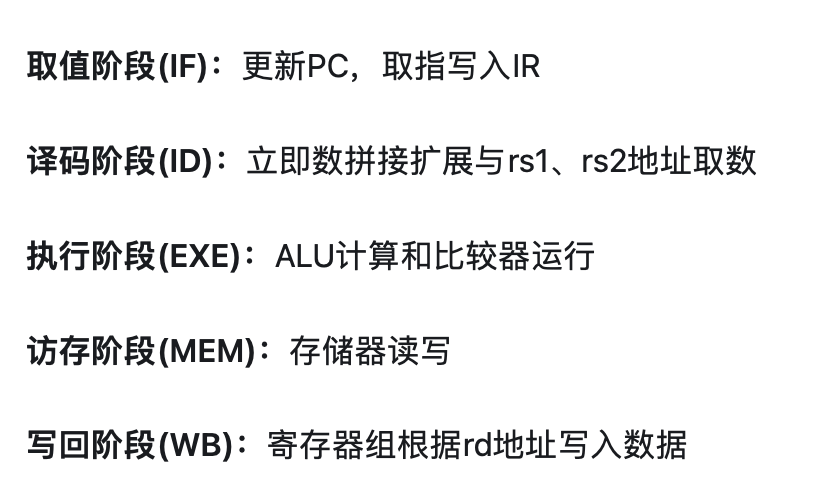 取值阶段(IF)：更新PC，取指写入IR
译码阶段(ID)：立即数拼接扩展与rs1、rs2地址取数
执行阶段(EXE)：ALU计算和比较器运行
访存阶段(MEM)：存储器读写
写回阶段(WB)：寄存器组根据rd地址写入数据